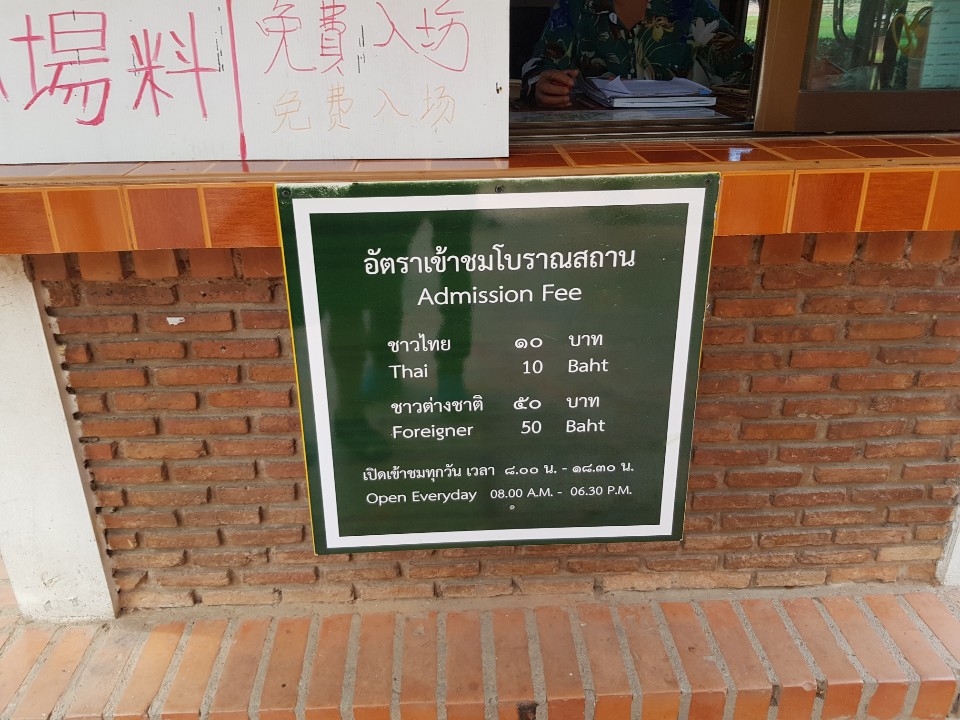 場料
免費入场
免费入场
อัตราเข้าชมโบราณสถาน
Admission Fee
ชาวไทย ๑๐ บาท
Thai 10 Baht
ชาวต่างชาติ ๕๐ บาท
Foreigner 50 Baht
เปิดเข้าชมทุกวัน เวลา ๘.๐๐ น. - ๑๘.๓๐ น.
Open Everyday 08.00 A.M. - 06.30 P.M.